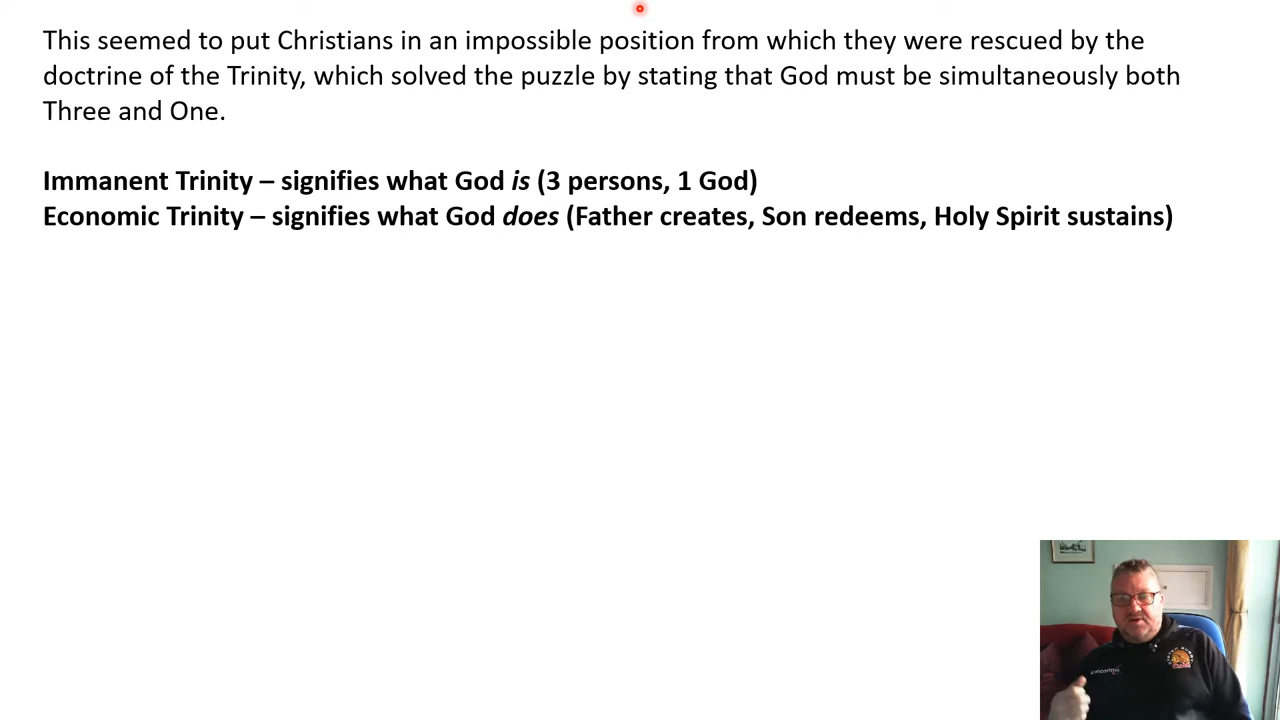 This seemed to put Christians in an impossible position from which they were rescued by the
doctrine of the Trinity, which solved the puzzle by stating that God must be simultaneously both
Three and One.
Immanent Trinity – signifies what God is (3 persons, 1 God)
Economic Trinity – signifies what God does (Father creates, Son redeems, Holy Spirit sustains)